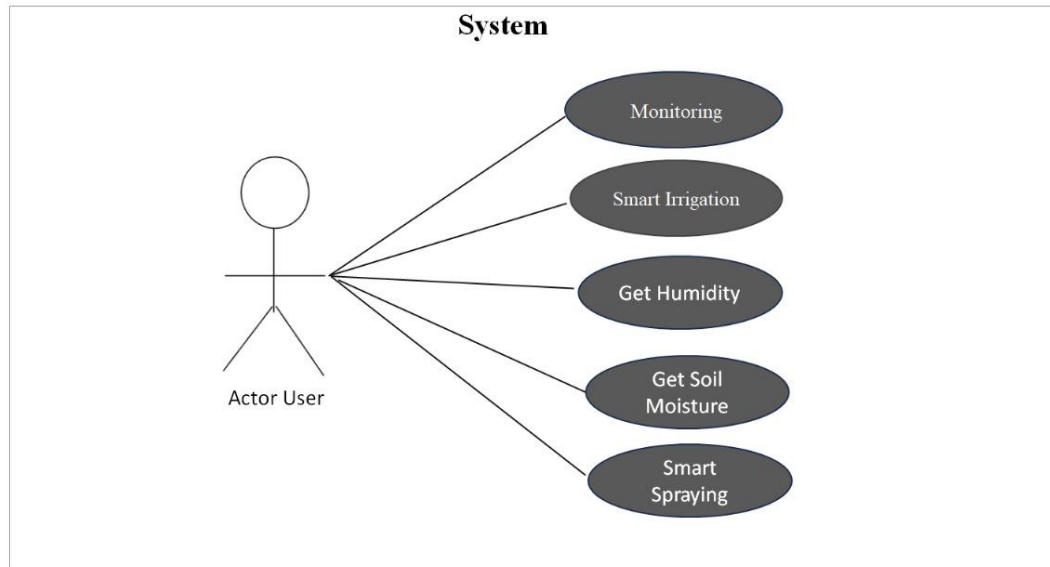 System
Monitoring
Smart Irrigation
Get Humidity
Get Soil
Moisture
Actor User
Smart
Spraying